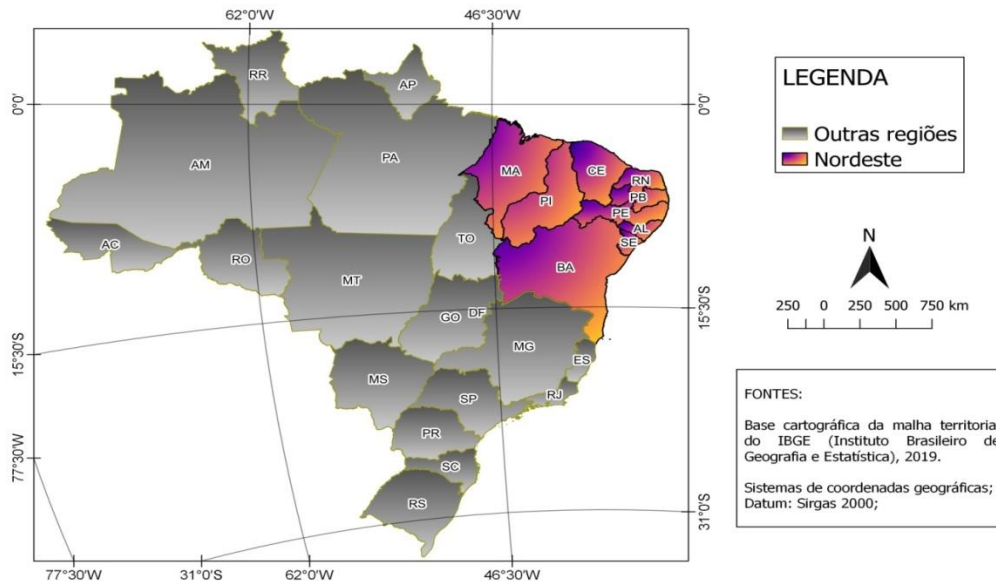 62°0'W
46°30'W
LEGENDA
Outras regiões
Nordeste
0°0'
0°0'
RR
AP
AM
PA
MA
CE
RN
PI
PB
PE
AL
SE
AC
TO
RO
BA
MT
N
250 0 250 500 750 km
15°30'S
GO
DF
MG
15°30'S
ES
MS
SP
RJ
PR
SC
RS
77°30'W
31°0'S
FONTES:
Base cartográfica da malha territoria
do IBGE (Instituto Brasileiro de
Geografia e Estatística), 2019.
Sistemas de coordenadas geográficas;
Datum: Sirgas 2000;
77°30'W
31°0'S
62°0'W
46°30'W